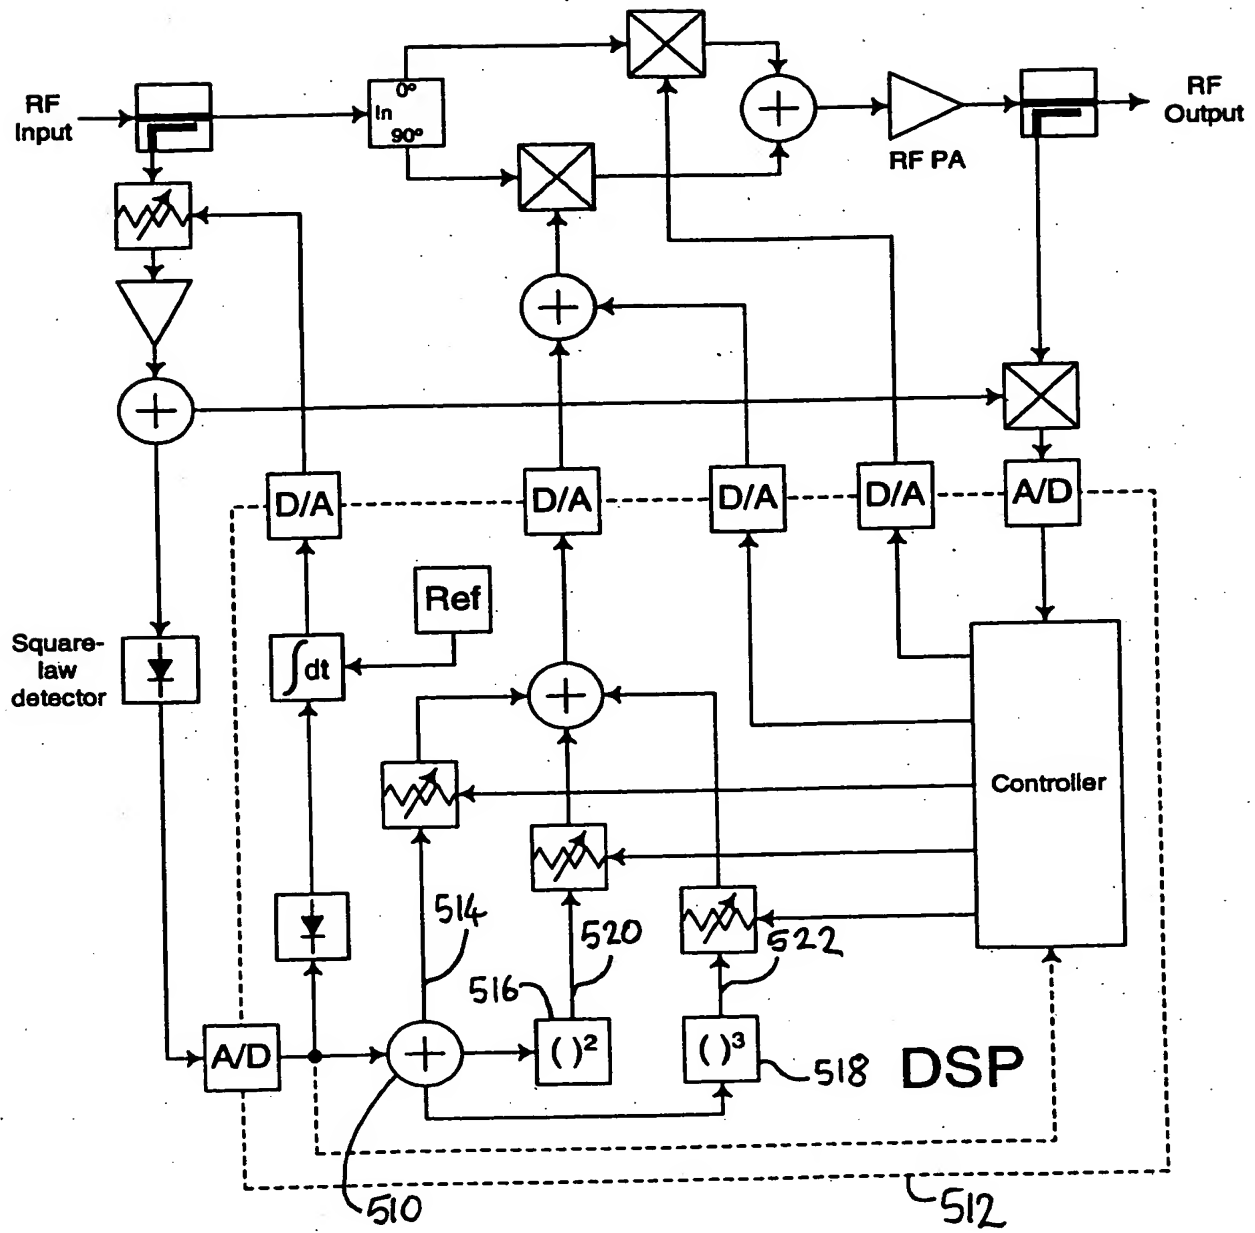 RF
Input
In
0°
90°
RF PA
RF
Output
D/A
D/A
D/A
D/A
A/D
Ref
∫dt
Square-
law
detector
Controller
514
520
522
516
A/D
( )²
( )³
518
DSP
510
512